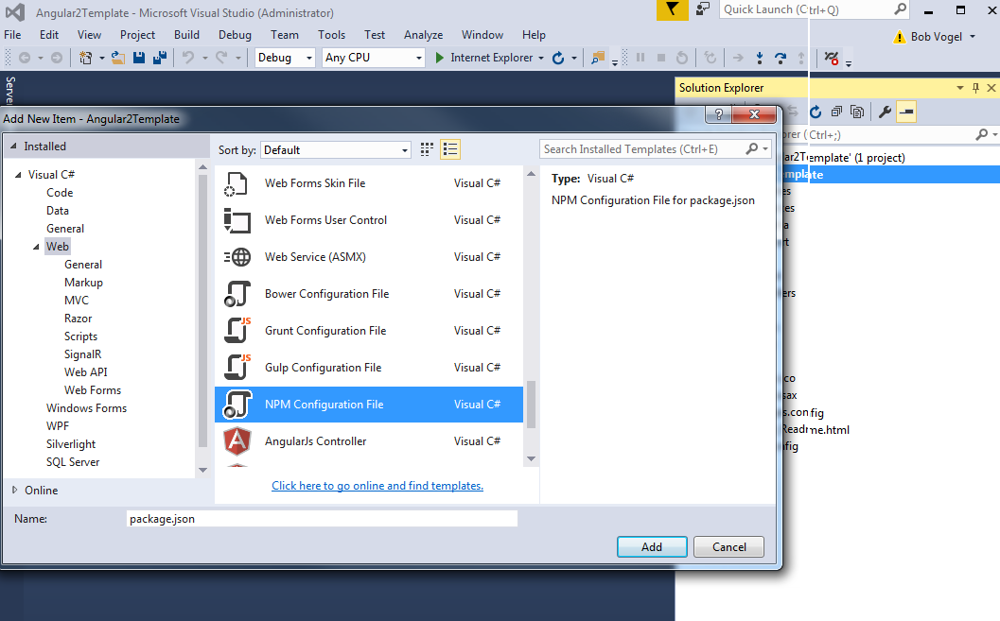 Angular2Template - Microsoft Visual Studio (Administrator)
Quick Launch (Ctrl+Q)
File Edit View Project Build Debug Team Tools Test Analyze Window Help
Bob Vogel
Debug Any CPU Internet Explorer
Server
Solution Explorer
Add New Item - Angular2Template
?
Installed
Sort by: Default
Search Installed Templates (Ctrl+E)
(Ctrl+;)
Visual C#
Code
Data
General
Web
General
Markup
MVC
Razor
Scripts
SignalR
Web API
Web Forms
Windows Forms
WPF
Silverlight
SQL Server
Online
Web Forms Skin File Visual C#
Web Forms User Control Visual C#
Web Service (ASMX) Visual C#
Bower Configuration File Visual C#
Grunt Configuration File Visual C#
JS
Gulp Configuration File Visual C#
JS
NPM Configuration File Visual C#
AngularJs Controller Visual C#
A
Click here to go online and find templates.
Type: Visual C#
NPM Configuration File for package.json
Name: package.json
Add Cancel
ar2Template' (1 project)
mplate
es
es
a
rt
ers
co
sax
s.config
Readme.html
fig